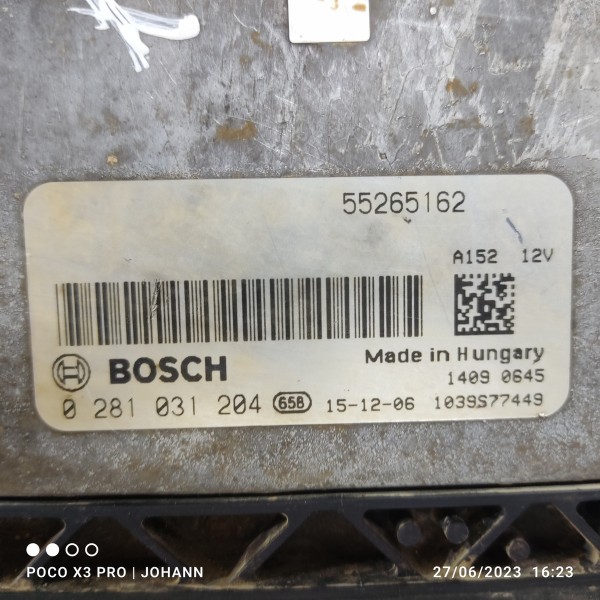 55265162
A152 12V
BOSCH
Made in Hungary
1409 0645
0 281 031 204 65B 15-12-06 1039S77449
POCO X3 PRO | JOHANN
27/06/2023 16:23